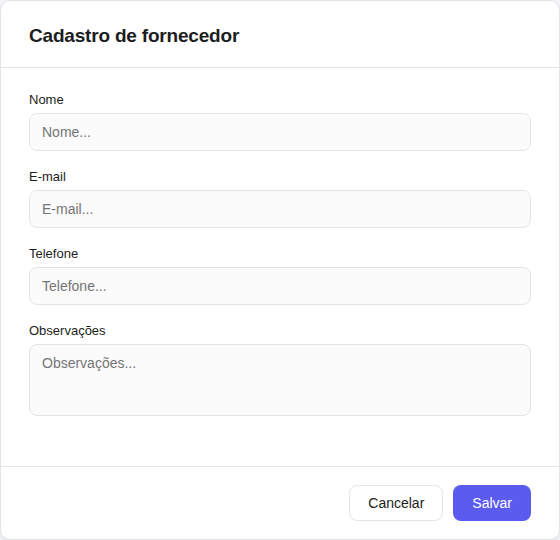 Cadastro de fornecedor
Nome
Nome...
E-mail
E-mail...
Telefone
Telefone...
Observações
Observações...
Cancelar
Salvar